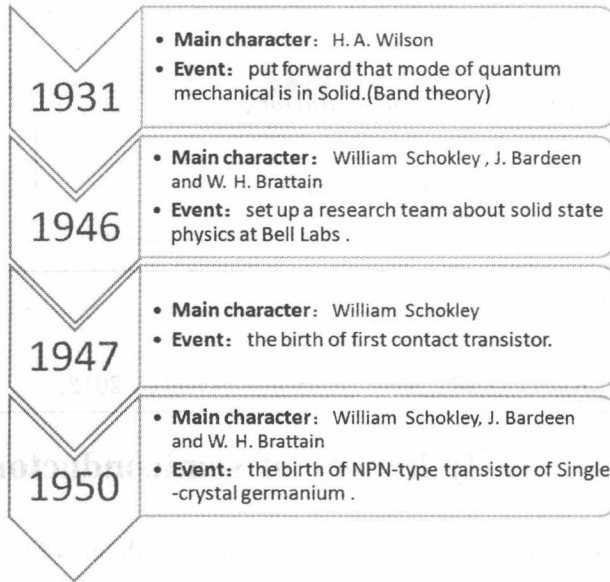 1931
• Main character： H. A. Wilson
• Event： put forward that mode of quantum
mechanical is in Solid.(Band theory)
1946
• Main character： William Schokley , J. Bardeen
and W. H. Brattain
• Event： set up a research team about solid state
physics at Bell Labs .
1947
• Main character： William Schokley
• Event： the birth of first contact transistor.
1950
• Main character： William Schokley, J. Bardeen
and W. H. Brattain
• Event： the birth of NPN-type transistor of Single
-crystal germanium .